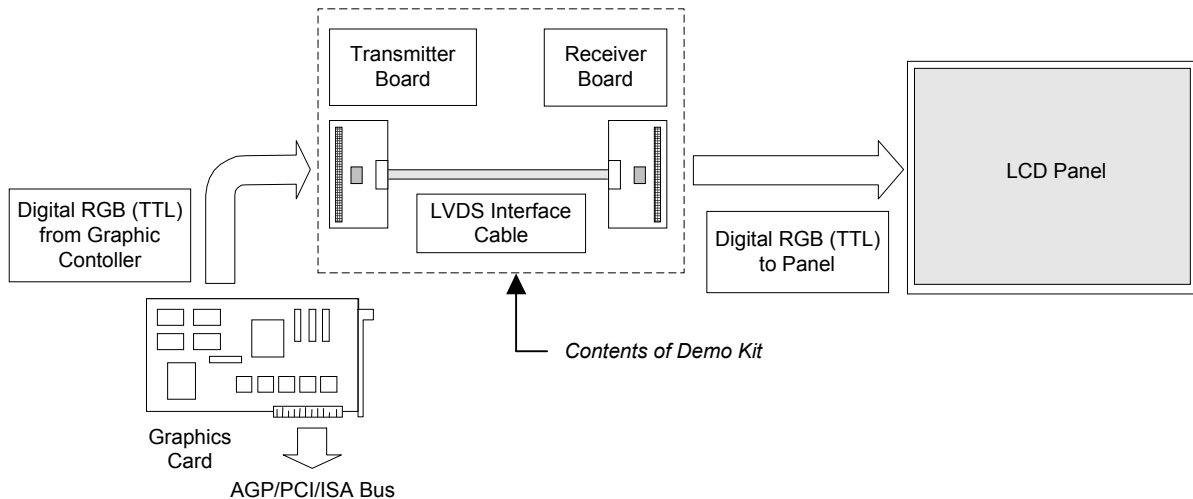 Transmitter
Board
Receiver
Board
LCD Panel
Digital RGB (TTL)
from Graphic
Contoller
LVDS Interface
Cable
Digital RGB (TTL)
to Panel
Contents of Demo Kit
Graphics
Card
AGP/PCI/ISA Bus